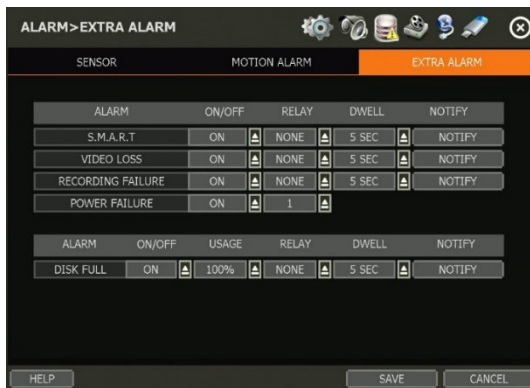 ALARM>EXTRA ALARM
SENSOR MOTION ALARM EXTRA ALARM
ALARM ON/OFF RELAY DWELL NOTIFY
S.M.A.R.T ON NONE 5 SEC NOTIFY
VIDEO LOSS ON NONE 5 SEC NOTIFY
RECORDING FAILURE ON NONE 5 SEC NOTIFY
POWER FAILURE ON 1
ALARM ON/OFF USAGE RELAY DWELL NOTIFY
DISK FULL ON 100% NONE 5 SEC NOTIFY
HELP SAVE CANCEL